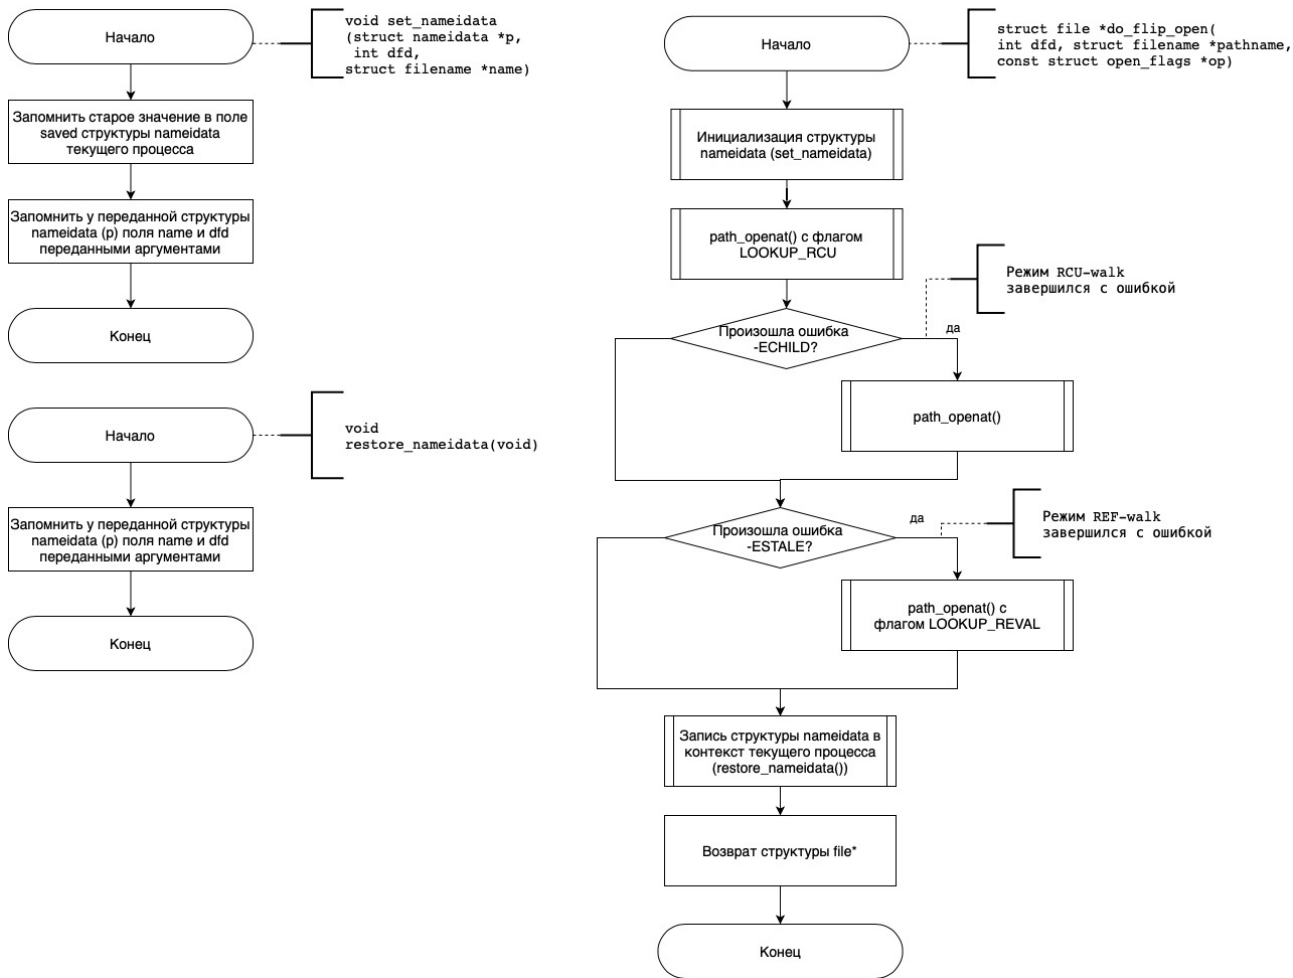 Начало
void set_nameidata
(struct nameidata *p,
int dfd,
struct filename *name)
Запомнить старое значение в поле
saved структуры nameidata
текущего процесса
Запомнить у переданной структуры
nameidata (p) поля name и dfd
переданными аргументами
Конец
Начало
void
restore_nameidata(void)
Запомнить у переданной структуры
nameidata (p) поля name и dfd
переданными аргументами
Конец
Начало
struct file *do_flip_open(
int dfd, struct filename *pathname,
const struct open_flags *op)
Инициализация структуры
nameidata (set_nameidata)
path_openat() с флагом
LOOKUP_RCU
Режим RCU-walk
завершился с ошибкой
Произошла ошибка
-ECHILD?
да
path_openat()
Режим REF-walk
завершился с ошибкой
Произошла ошибка
-ESTALE?
да
path_openat() с
флагом LOOKUP_REVAL
Запись структуры nameidata в
контекст текущего процесса
(restore_nameidata())
Возврат структуры file*
Конец